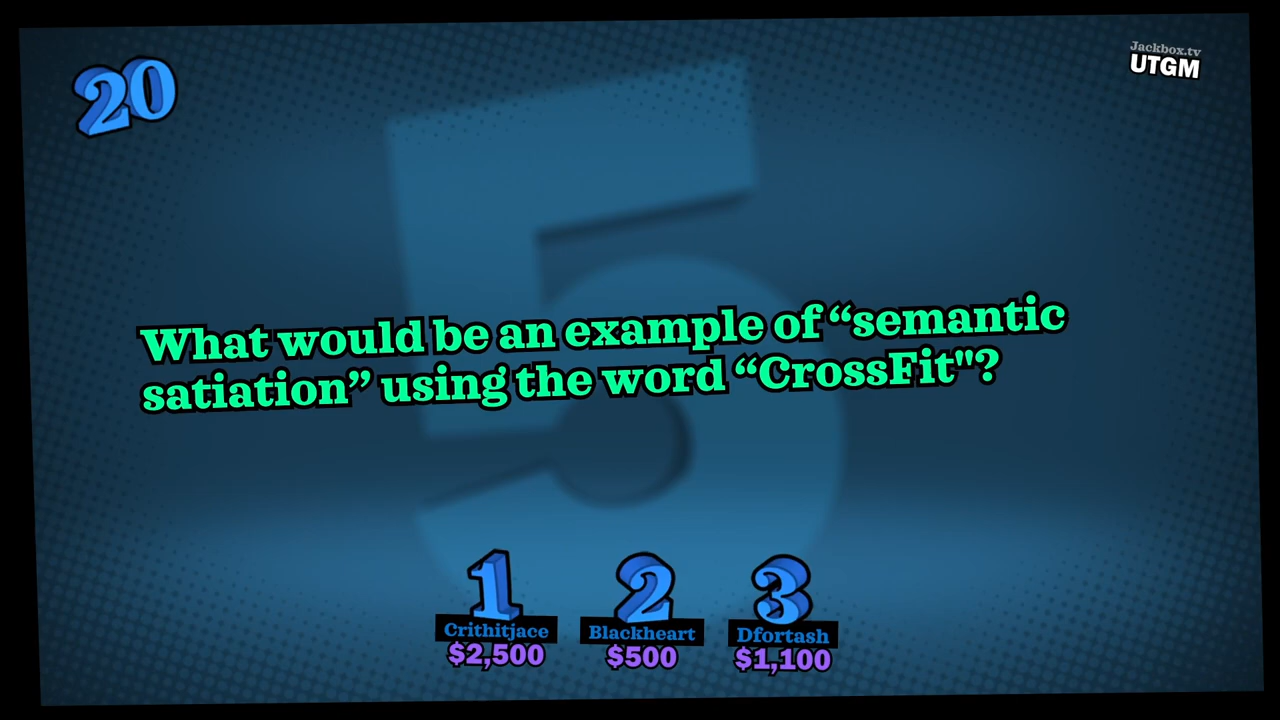 20
Jackbox.tv
UTGM
5
What would be an example of “semantic
satiation” using the word “CrossFit"?
1 2 3
Crithitjace Blackheart Dfortash
$2,500 $500 $1,100